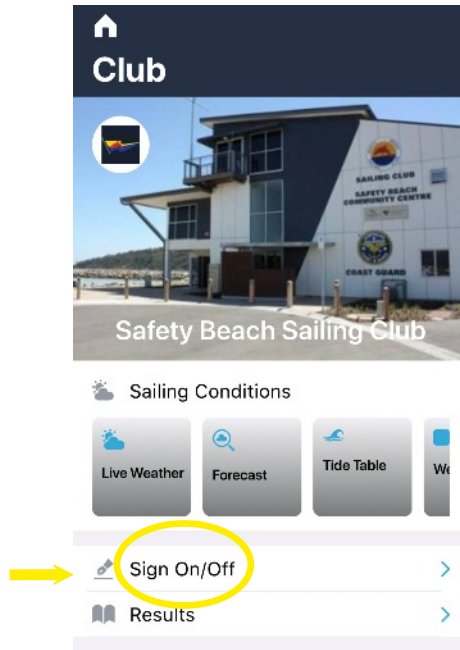 Club
SAILING CLUB
SAFETY BEACH
COMMUNITY CENTRE
COAST GUARD
Safety Beach Sailing Club
Sailing Conditions
Live Weather
Forecast
Tide Table
We
Sign On/Off
Results